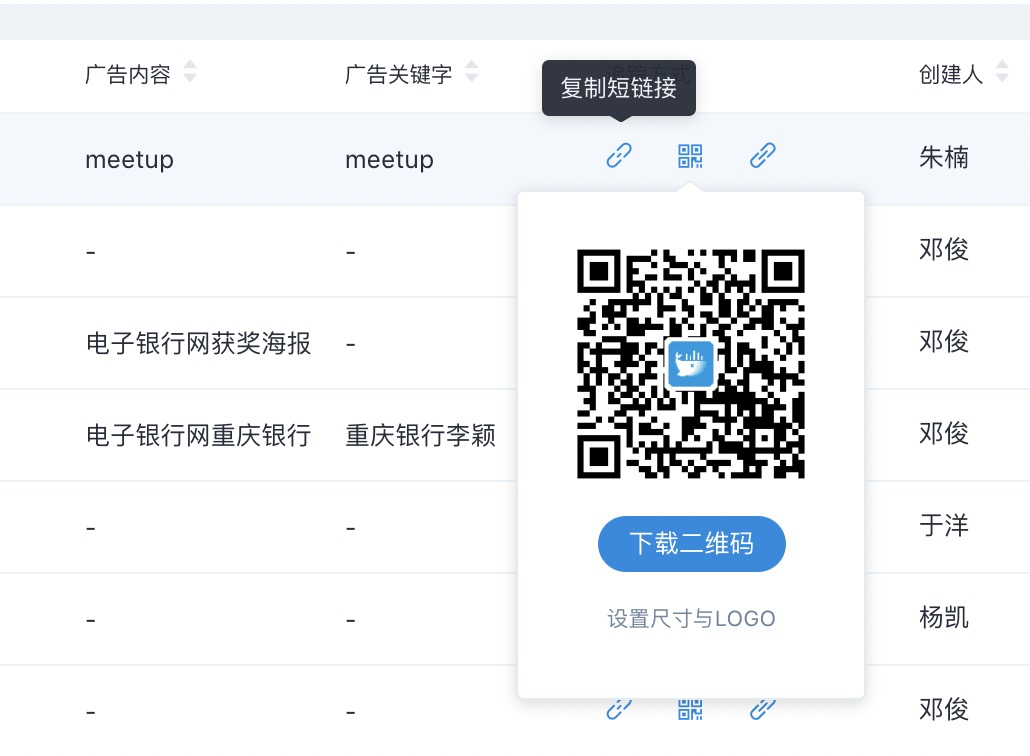 广告内容 广告关键字 复制短链接 创建人
meetup meetup 朱楠
- - 邓俊
电子银行网获奖海报 - 邓俊
电子银行网重庆银行 重庆银行李颖 邓俊
- - 于洋
下载二维码
- - 杨凯
设置尺寸与LOGO
- - 邓俊